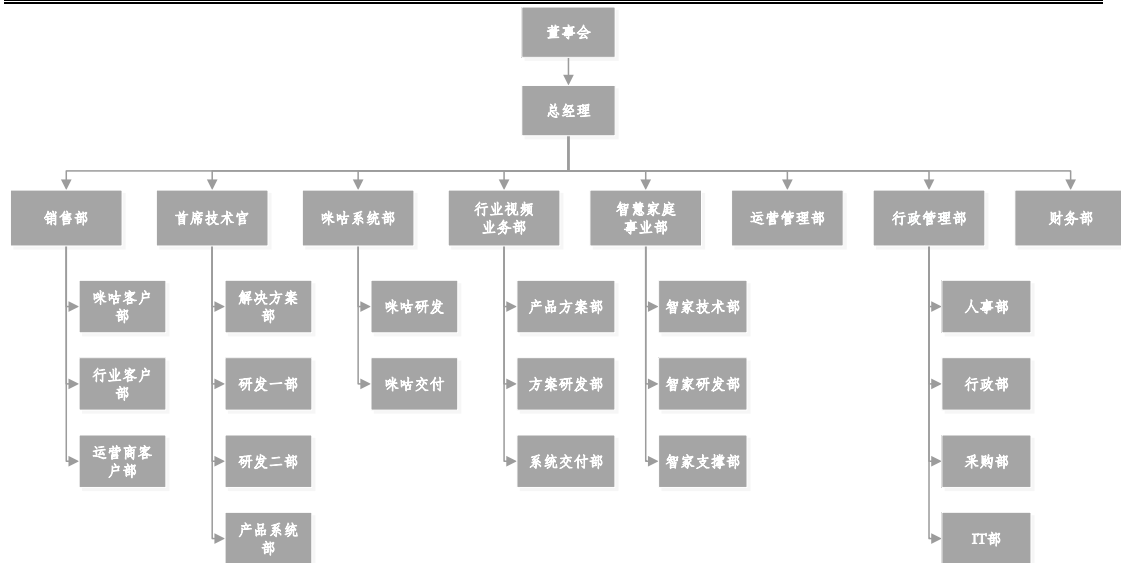 董事会
总经理
销售部
首席技术官
咪咕系统部
行业视频
业务部
智慧家庭
事业部
运营管理部
行政管理部
财务部
咪咕客户
部
解决方案
部
咪咕研发
产品方案部
智家技术部
人事部
行业客户
部
研发一部
咪咕交付
方案研发部
智家研发部
行政部
运营商客
户部
研发二部
系统交付部
智家支撑部
采购部
产品系统
部
IT部